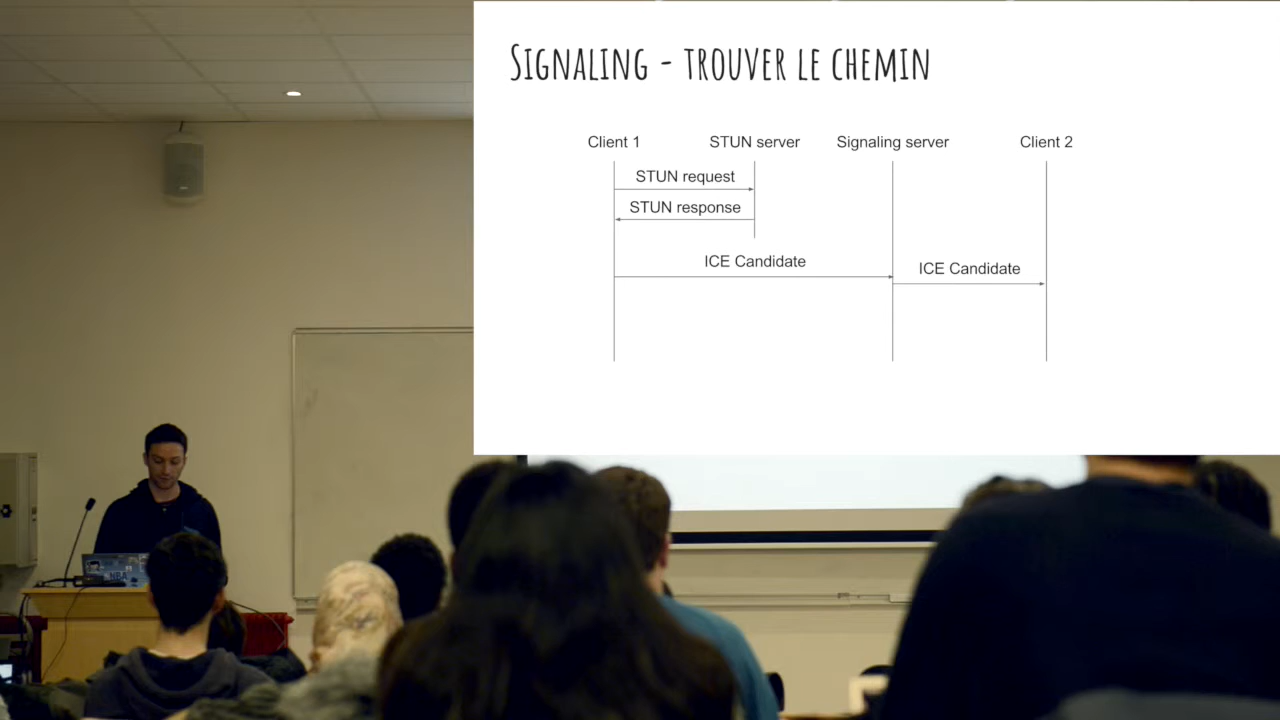 SIGNALING - TROUVER LE CHEMIN
Client 1
STUN server
Signaling server
Client 2
STUN request
STUN response
ICE Candidate
ICE Candidate